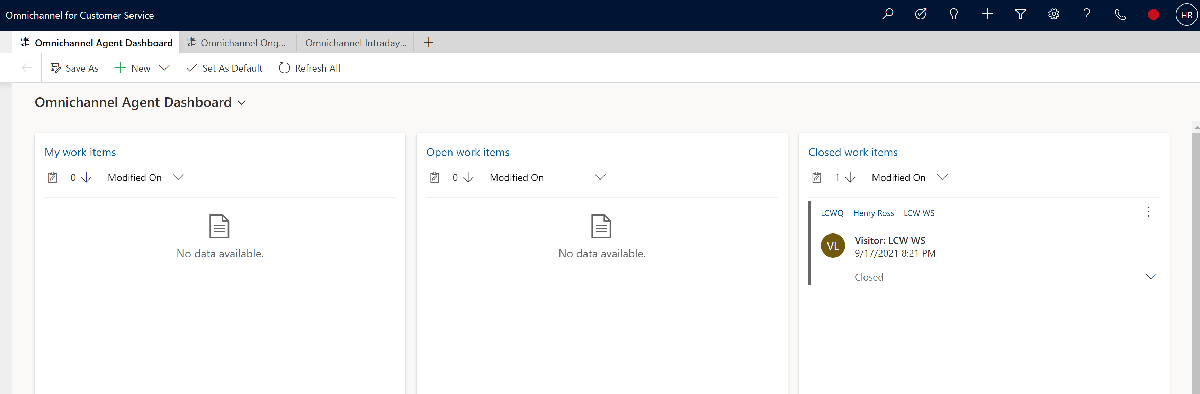 Omnichannel for Customer Service
HR
Omnichannel Agent Dashboard Omnichannel Ong... Omnichannel Intraday...
Save As New Set As Default Refresh All
Omnichannel Agent Dashboard
My work items
0 Modified On
No data available.
Open work items
0 Modified On
No data available.
Closed work items
1 Modified On
LCWQ Henry Ross LCW WS
VL
Visitor: LCW WS
9/17/2021 8:21 PM
Closed